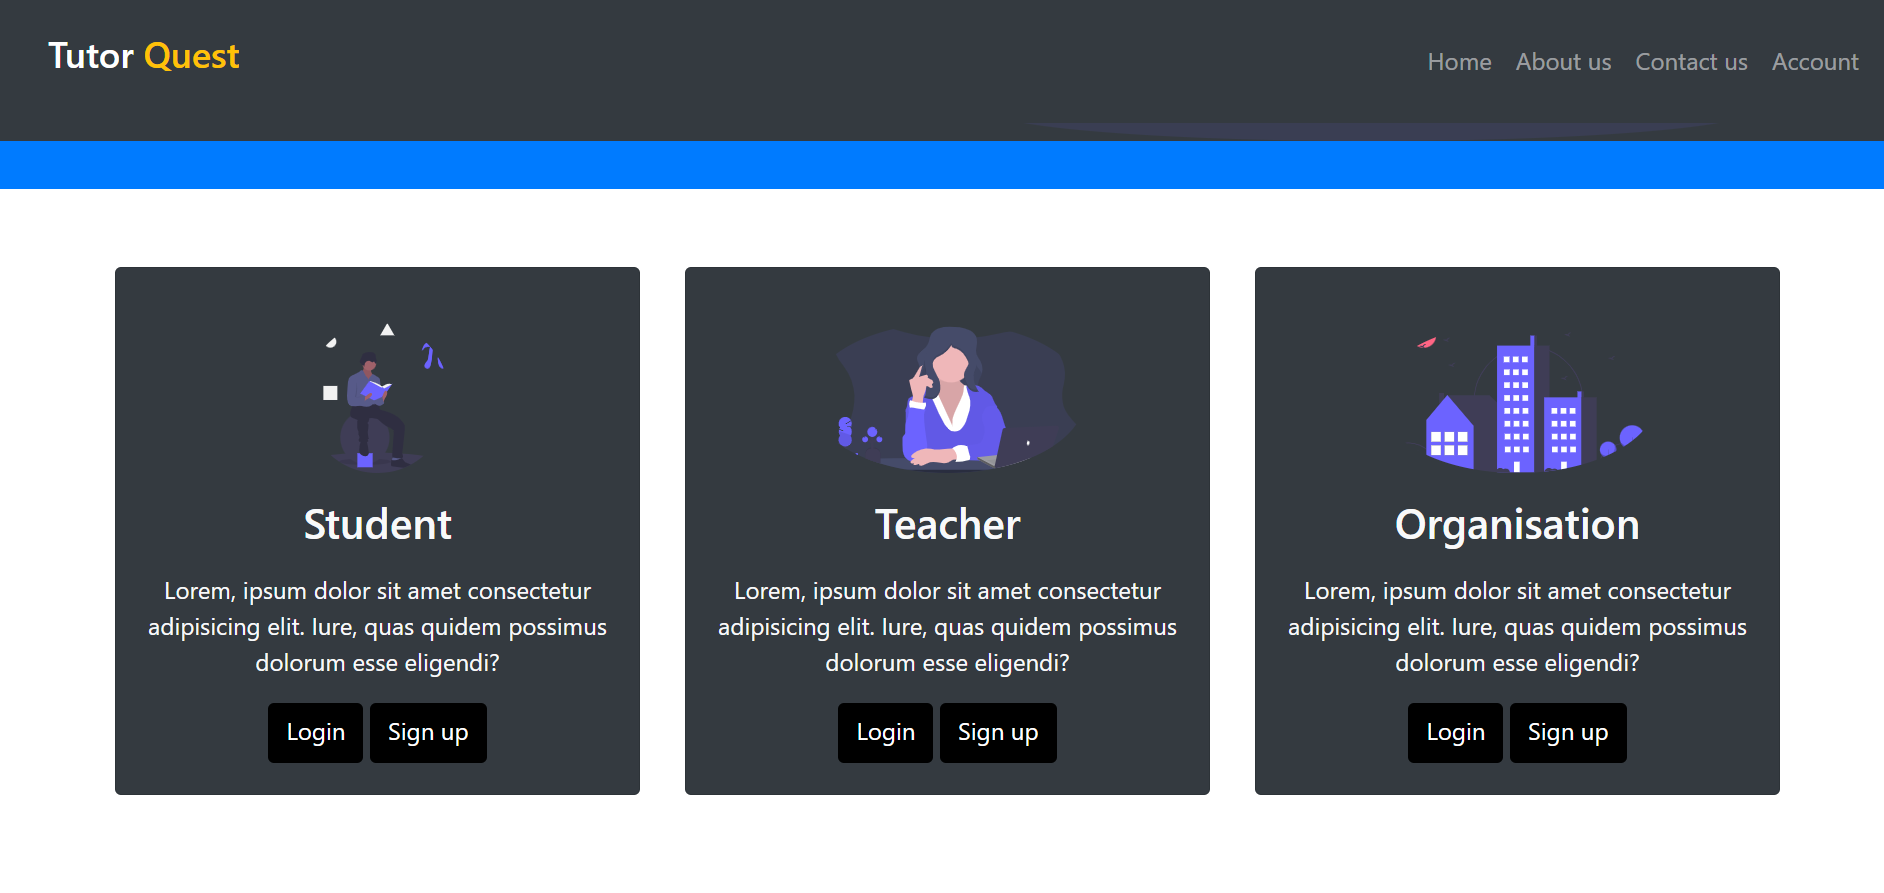 Tutor Quest
Home About us Contact us Account
Student
Lorem, ipsum dolor sit amet consectetur
adipisicing elit. Iure, quas quidem possimus
dolorum esse eligendi?
Login Sign up
Teacher
Lorem, ipsum dolor sit amet consectetur
adipisicing elit. Iure, quas quidem possimus
dolorum esse eligendi?
Login Sign up
Organisation
Lorem, ipsum dolor sit amet consectetur
adipisicing elit. Iure, quas quidem possimus
dolorum esse eligendi?
Login Sign up